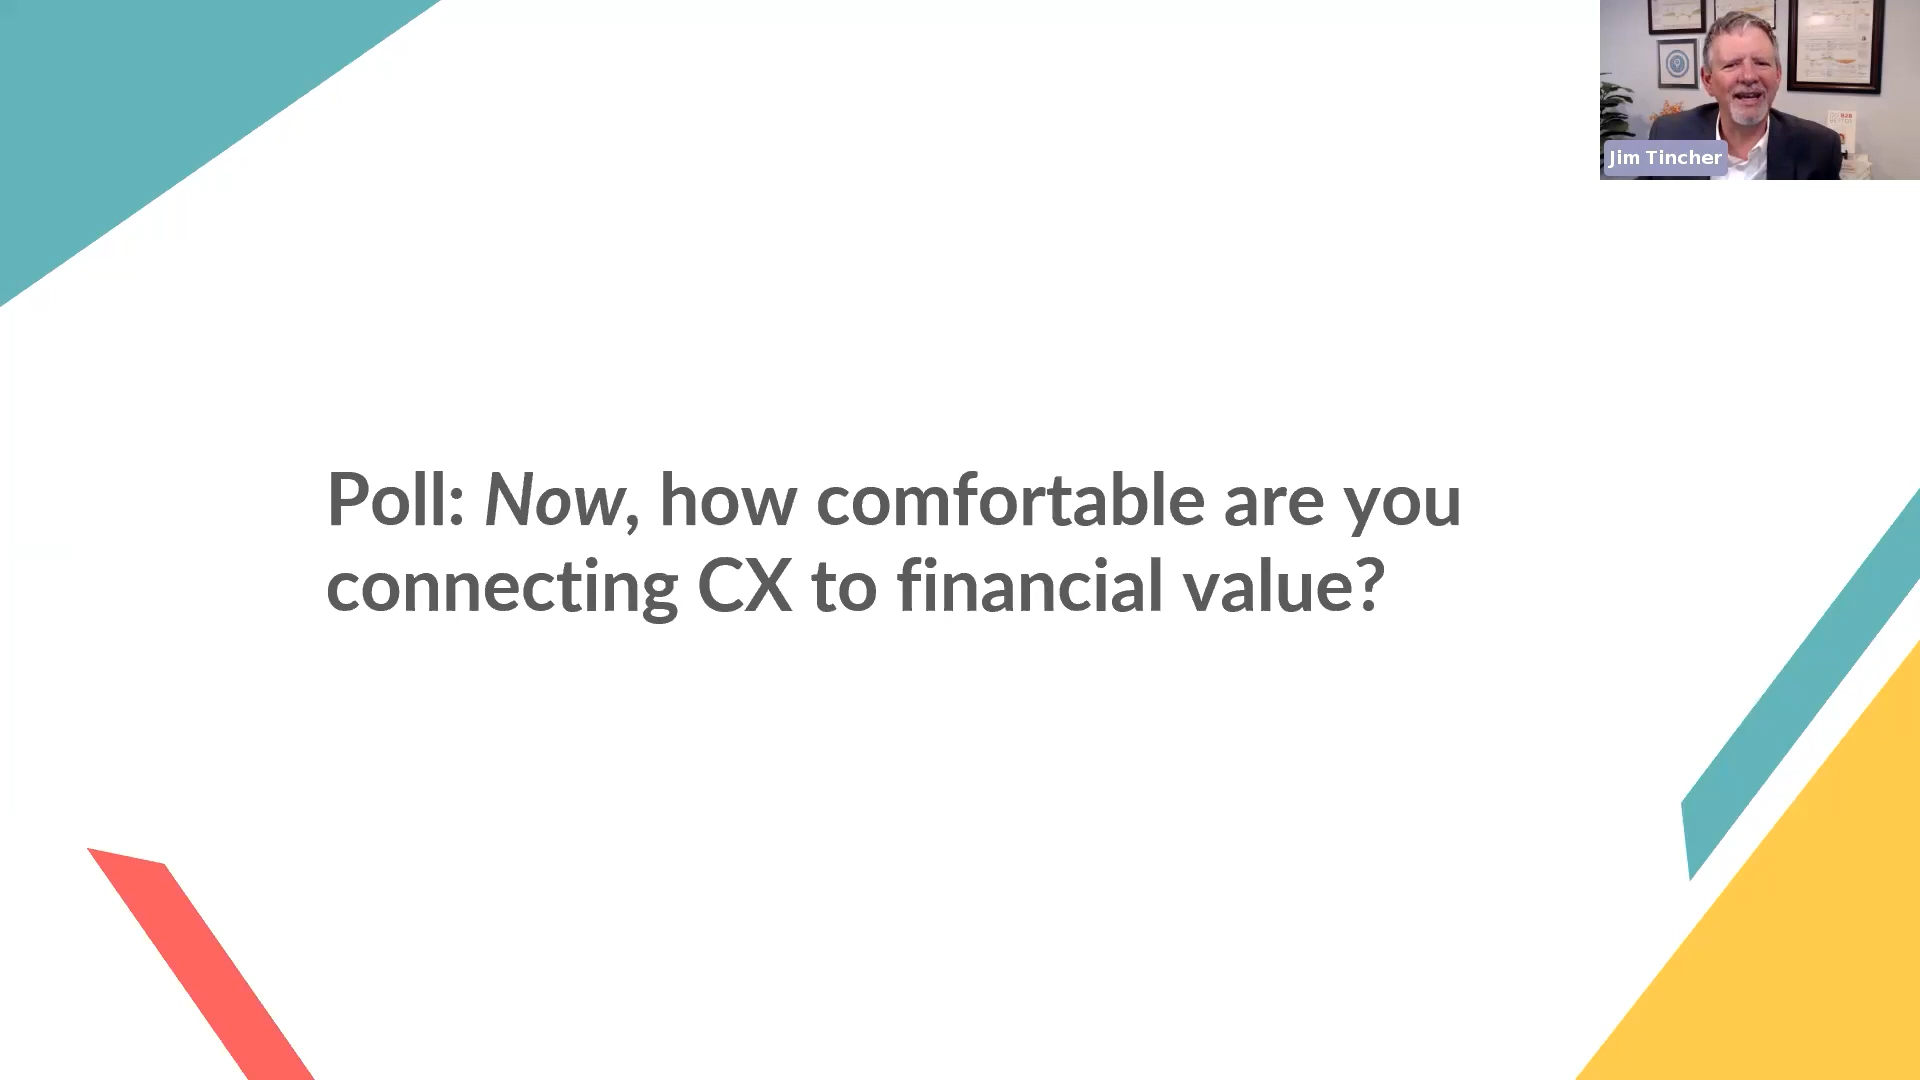 Jim Tincher
Poll: Now, how comfortable are you
connecting CX to financial value?